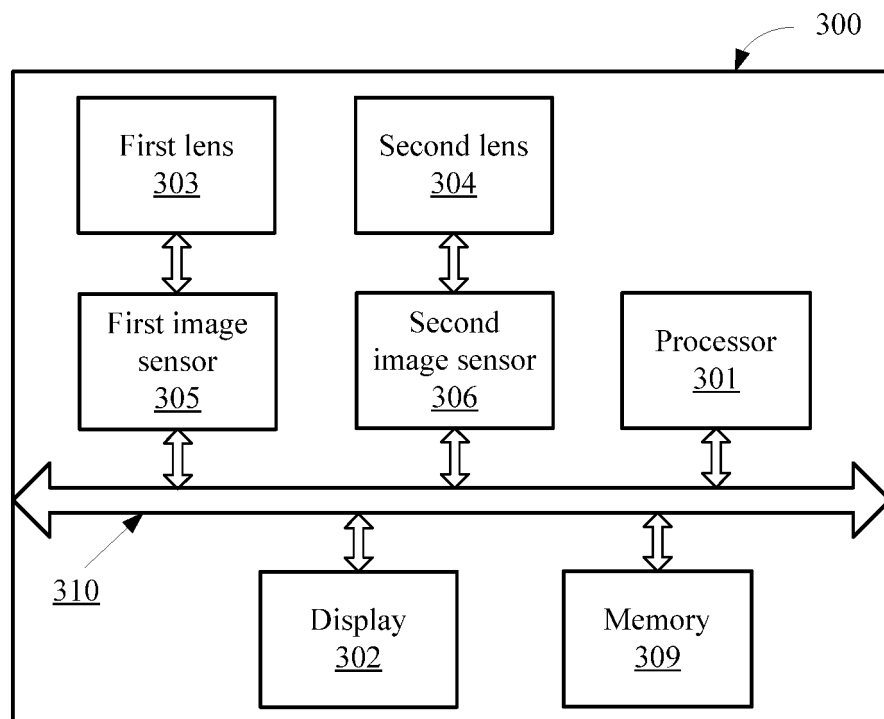 300
First lens
303
Second lens
304
First image
sensor
305
Second
image sensor
306
Processor
301
310
Display
302
Memory
309